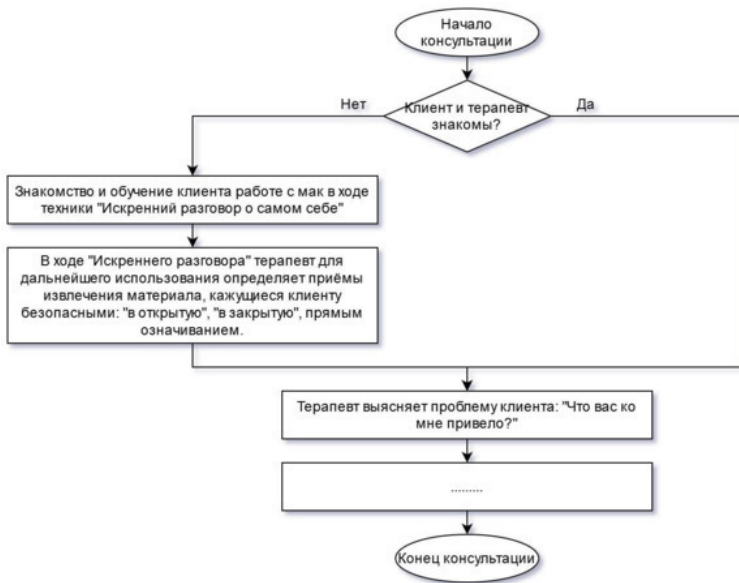 Начало
консультации
Клиент и терапевт
знакомы?
Нет
Да
Знакомство и обучение клиента работе с мак в ходе
техники "Искренний разговор о самом себе"
В ходе "Искреннего разговора" терапевт для
дальнейшего использования определяет приёмы
извлечения материала, кажущиеся клиенту
безопасными: "в открытую", "в закрытую", прямым
означиванием.
Терапевт выясняет проблему клиента: "Что вас ко
мне привело?"
.........
Конец консультации